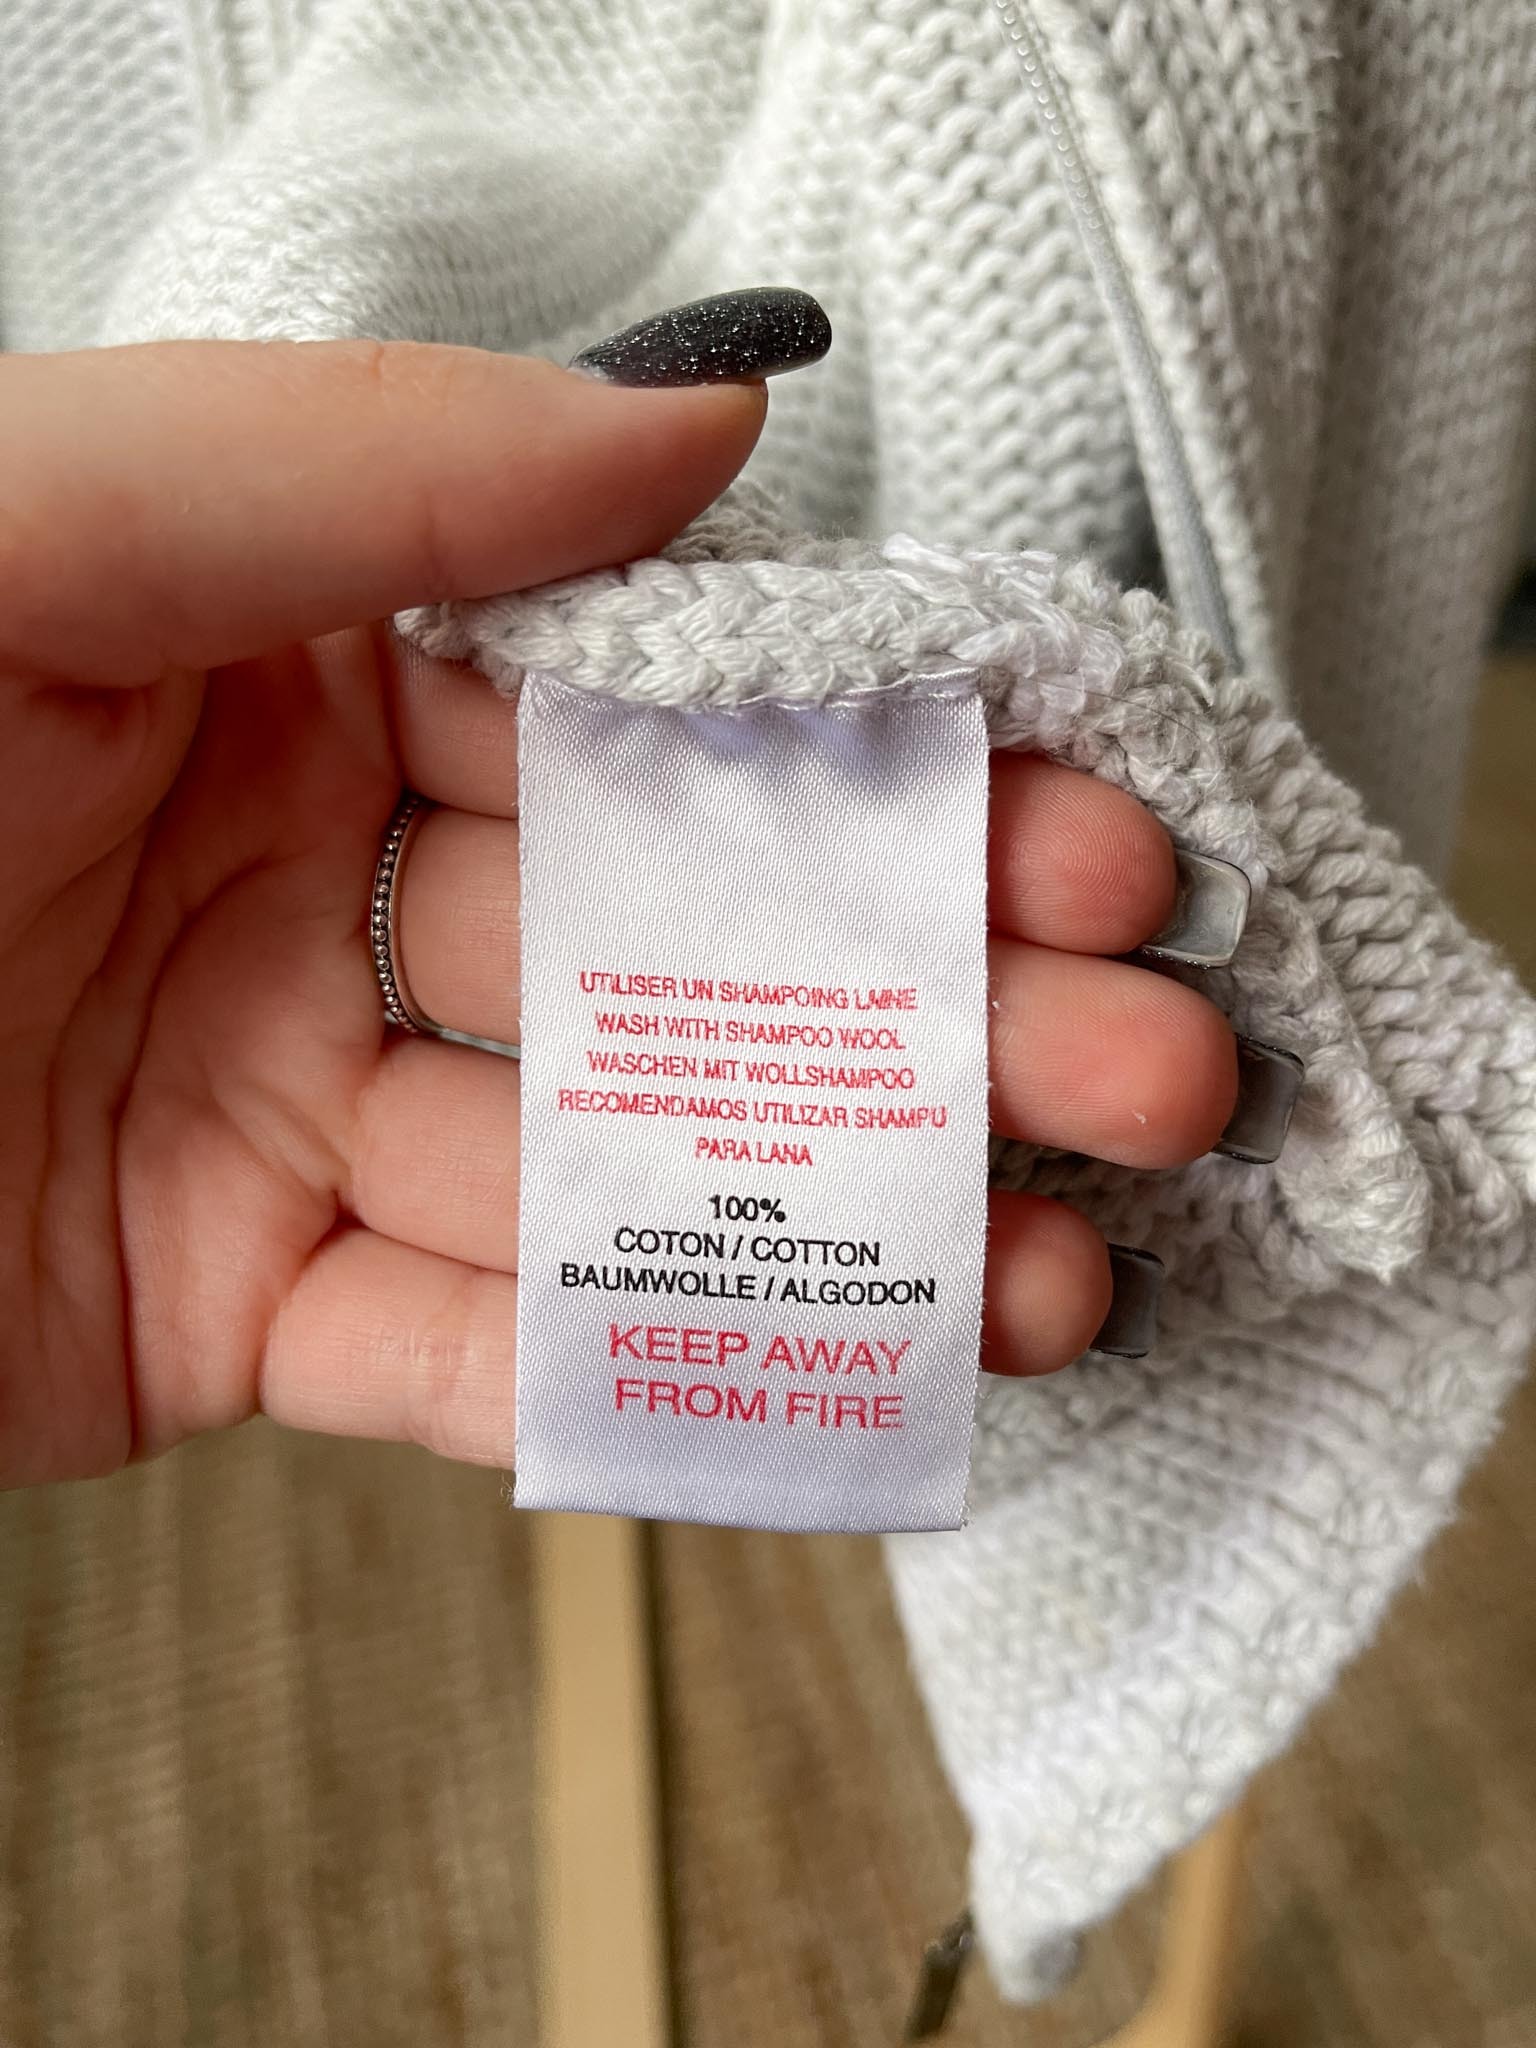 UTILISER UN SHAMPOING LAINE
WASH WITH SHAMPOO WOOL
WASCHEN MIT WOLLSHAMPOO
RECOMENDAMOS UTILIZAR SHAMPU
PARA LANA
100%
COTON / COTTON
BAUMWOLLE / ALGODON
KEEP AWAY
FROM FIRE